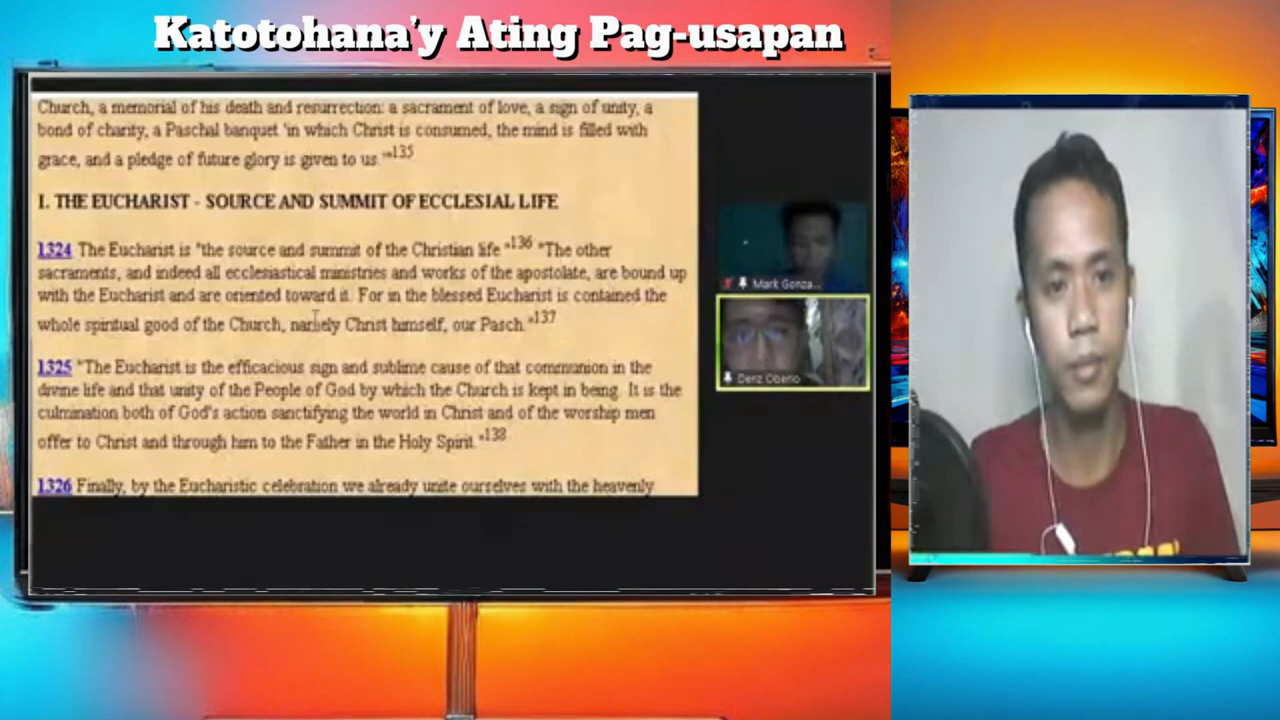 Katotohana'y Ating Pag-usapan
Church, a memorial of his death and resurrection: a sacrament of love, a sign of unity, a
bond of charity, a Paschal banquet 'in which Christ is consumed, the mind is filled with
grace, and a pledge of future glory is given to us.'"135
I. THE EUCHARIST - SOURCE AND SUMMIT OF ECCLESIAL LIFE
1324 The Eucharist is "the source and summit of the Christian life."136 "The other
sacraments, and indeed all ecclesiastical ministries and works of the apostolate, are bound up
with the Eucharist and are oriented toward it. For in the blessed Eucharist is contained the
whole spiritual good of the Church, namely Christ himself, our Pasch."137
1325 "The Eucharist is the efficacious sign and sublime cause of that communion in the
divine life and that unity of the People of God by which the Church is kept in being. It is the
culmination both of God's action sanctifying the world in Christ and of the worship men
offer to Christ and through him to the Father in the Holy Spirit."138
1326 Finally, by the Eucharistic celebration we already unite ourselves with the heavenly
Mark Gonza...
Denz Oberio